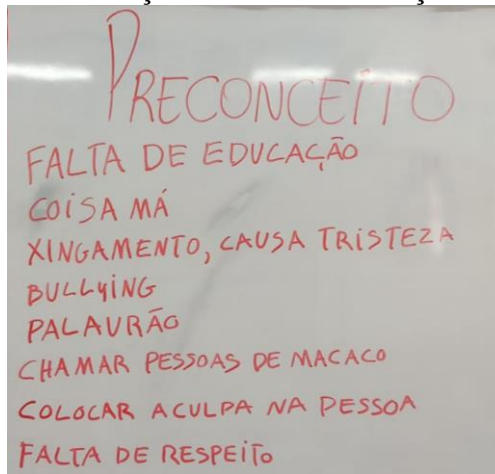 PRECONCEITO
FALTA DE EDUCAÇÃO
COISA MÁ
XINGAMENTO, CAUSA TRISTEZA
BULLYING
PALAVRÃO
CHAMAR PESSOAS DE MACACO
COLOCAR A CULPA NA PESSOA
FALTA DE RESPEITO